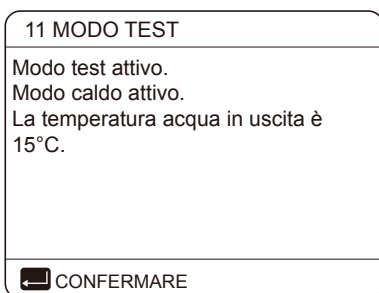 11 MODO TEST
Modo test attivo.
Modo caldo attivo.
La temperatura acqua in uscita è
15°C.
CONFERMARE